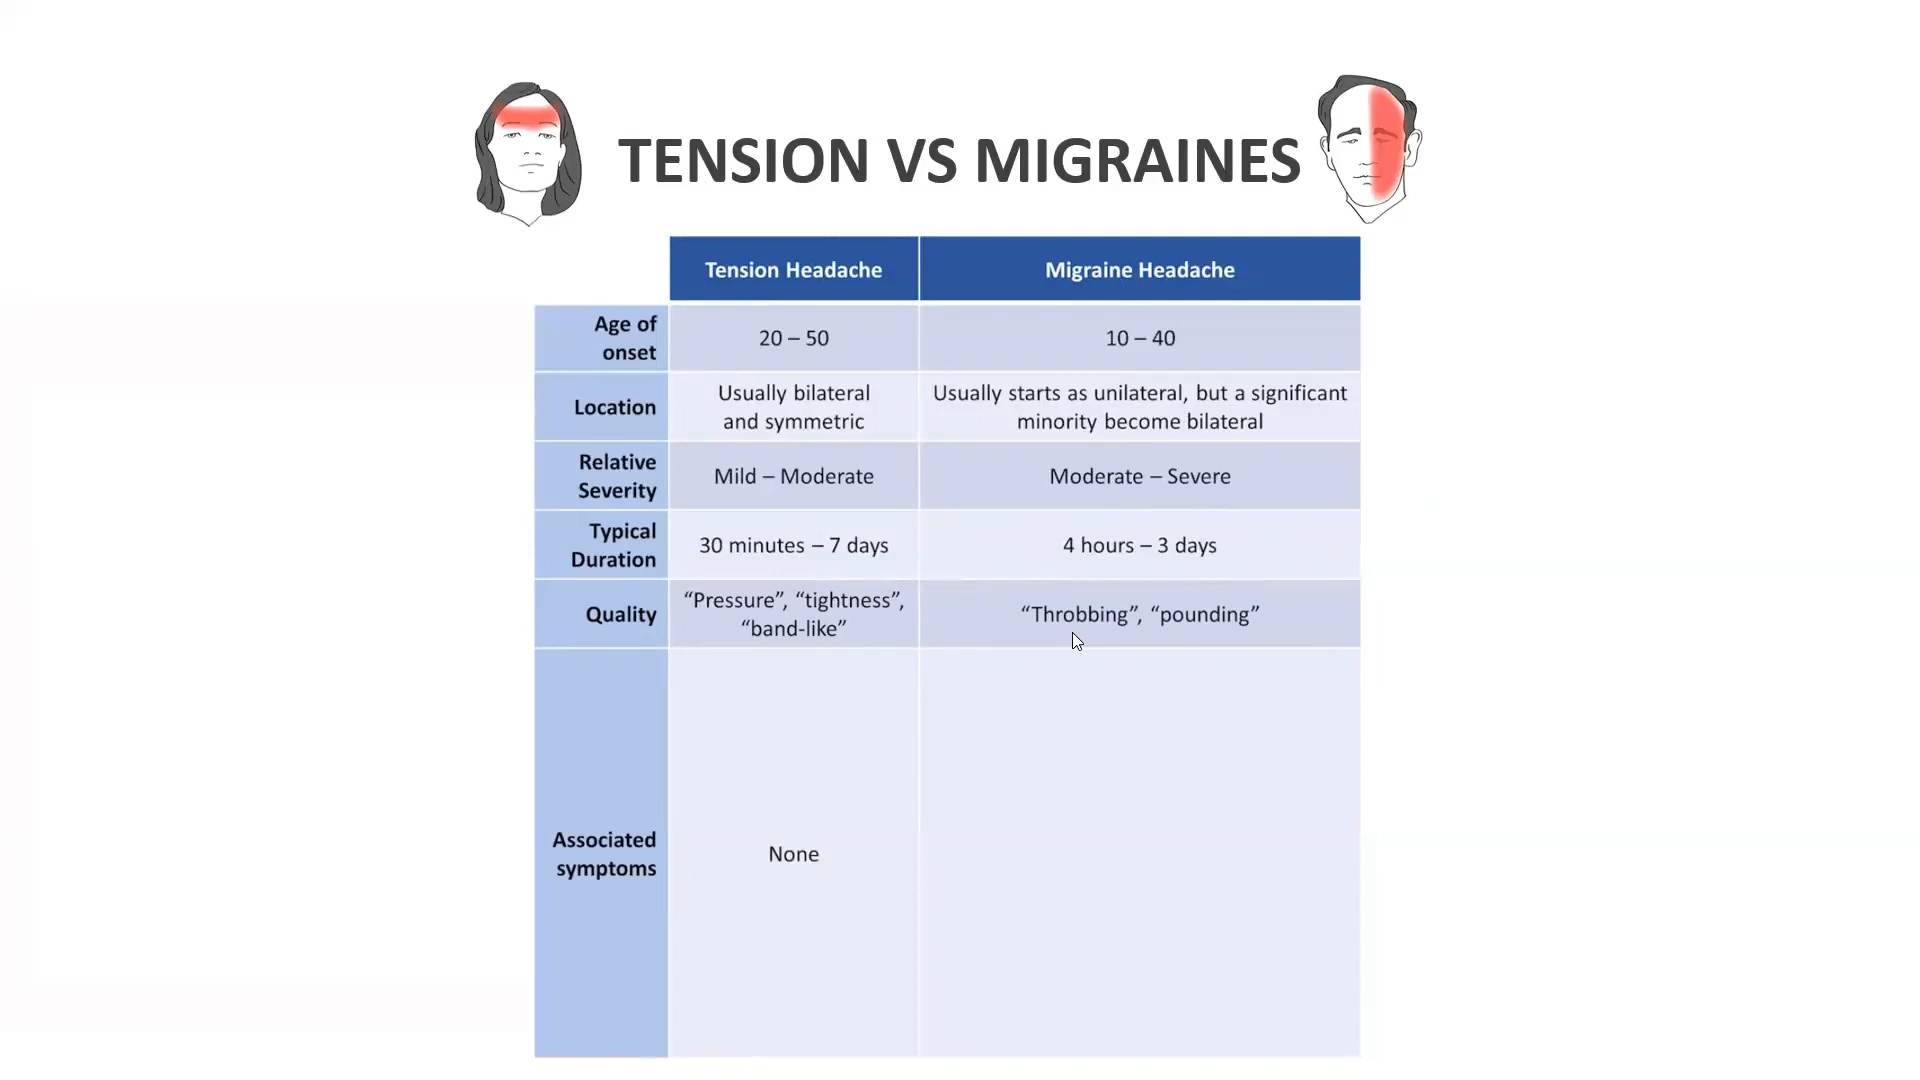 TENSION VS MIGRAINES
Tension Headache
Migraine Headache
Age of
onset
20 – 50
10 – 40
Location
Usually bilateral
and symmetric
Usually starts as unilateral, but a significant
minority become bilateral
Relative
Severity
Mild – Moderate
Moderate – Severe
Typical
Duration
30 minutes – 7 days
4 hours – 3 days
Quality
“Pressure”, “tightness”,
“band-like”
“Throbbing”, “pounding”
Associated
symptoms
None